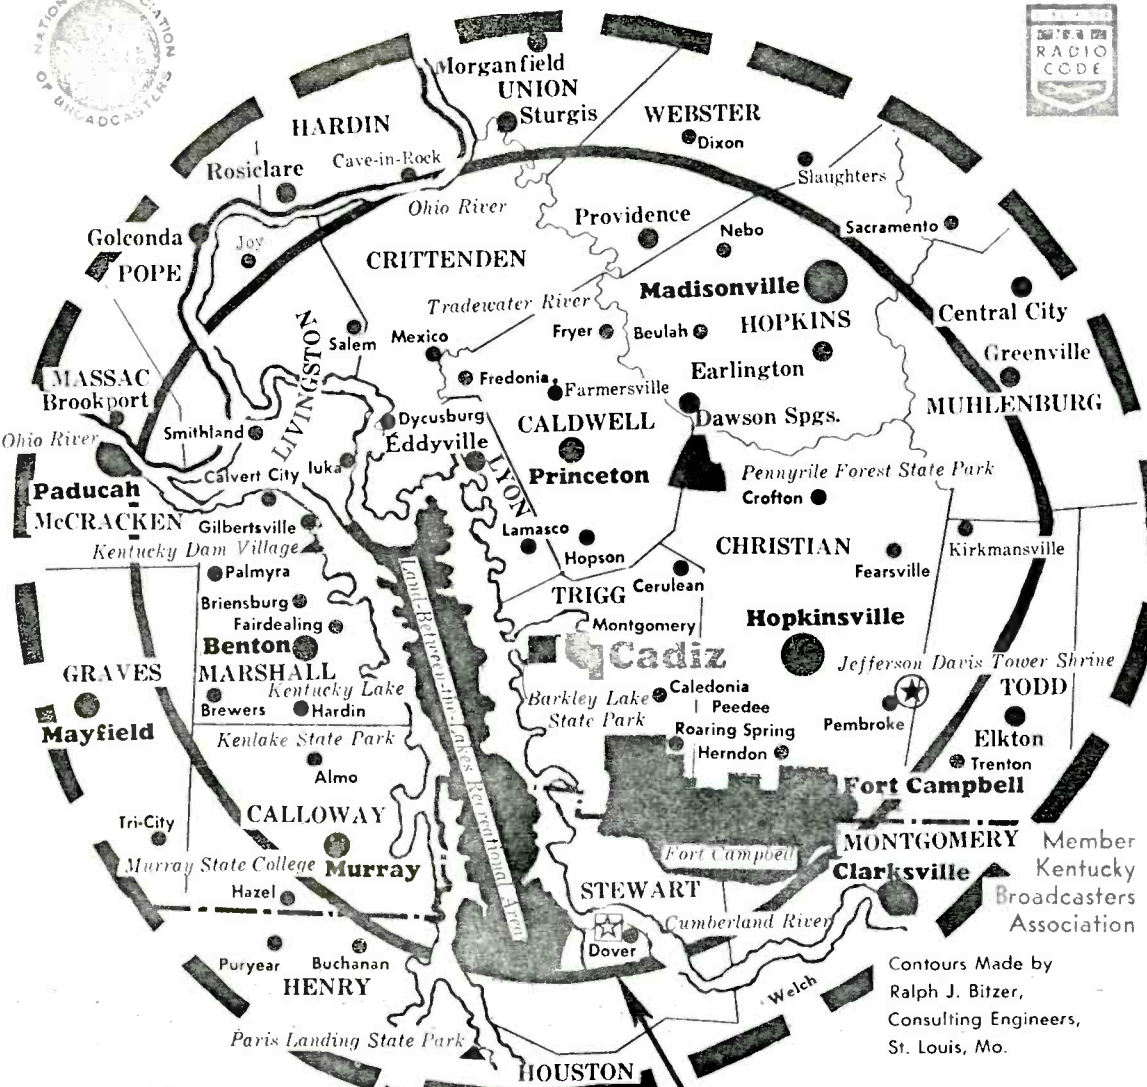 NATION
CIATION
OF BROADCASTERS
RADIO
CODE
Morganfield
UNION
Sturgis
HARDIN
WEBSTER
Dixon
Rosiclare
Cave-in-Rock
Slaughters
Ohio River
Providence
Nebo
Sacramento
Golconda
Joy
POPE
CRITTENDEN
Madisonville
Tradewater River
Central City
Salem
Mexico
Fryer
Beulah
HOPKINS
Greenville
Earlington
MASSAC
Brookport
LIVINGSTON
Fredonia
Farmersville
MUHLENBURG
Dycusburg
CALDWELL
Dawson Spgs.
Ohio River
Smithland
Eddyville
Princeton
Calvert City
Iuka
LYON
Pennyrile Forest State Park
Paducah
Crofton
McCRACKEN
Gilbertsville
Lamasco
Kentucky Dam Village
Hopson
CHRISTIAN
Kirkmansville
Palmyra
Land-Between-the-Lakes Recreational Area
Cerulean
Fearsville
Briensburg
TRIGG
Fairdealing
Montgomery
Hopkinsville
Benton
Cadiz
GRAVES
MARSHALL
Jefferson Davis Tower Shrine
Kentucky Lake
Barkley Lake
State Park
Caledonia
TODD
Brewers
Hardin
Peedee
Pembroke
Mayfield
Kenlake State Park
Roaring Spring
Elkton
Herndon
Trenton
Almo
Fort Campbell
CALLOWAY
Tri-City
MONTGOMERY
Murray State College
Murray
Fort Campbell
Clarksville
Hazel
STEWART
Cumberland River
Dover
Puryear
Buchanan
HENRY
Welch
Paris Landing State Park
HOUSTON
Member
Kentucky
Broadcasters
Association
Contours Made by
Ralph J. Bitzer,
Consulting Engineers,
St. Louis, Mo.